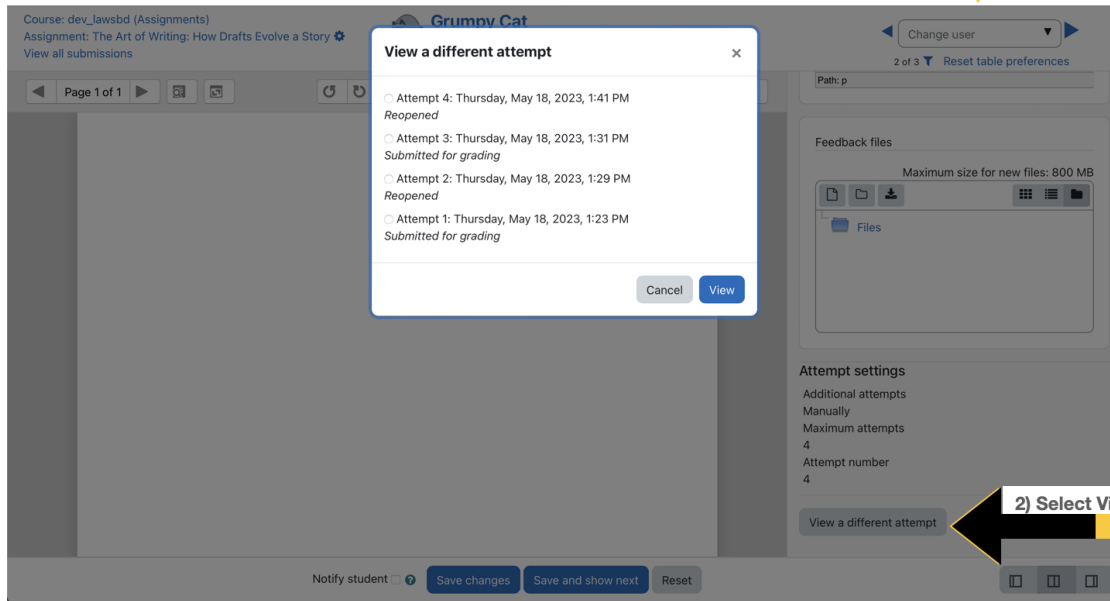 Course: dev_lawsbd (Assignments)
Grumpy Cat
Assignment: The Art of Writing: How Drafts Evolve a Story
View all submissions
Change user
2 of 3 Reset table preferences
View a different attempt
×
Page 1 of 1
Path: p
Attempt 4: Thursday, May 18, 2023, 1:41 PM
Reopened
Attempt 3: Thursday, May 18, 2023, 1:31 PM
Submitted for grading
Attempt 2: Thursday, May 18, 2023, 1:29 PM
Reopened
Attempt 1: Thursday, May 18, 2023, 1:23 PM
Submitted for grading
Cancel
View
Feedback files
Maximum size for new files: 800 MB
Files
Attempt settings
Additional attempts
Manually
Maximum attempts
4
Attempt number
4
View a different attempt
2) Select Vi
Notify student
Save changes
Save and show next
Reset